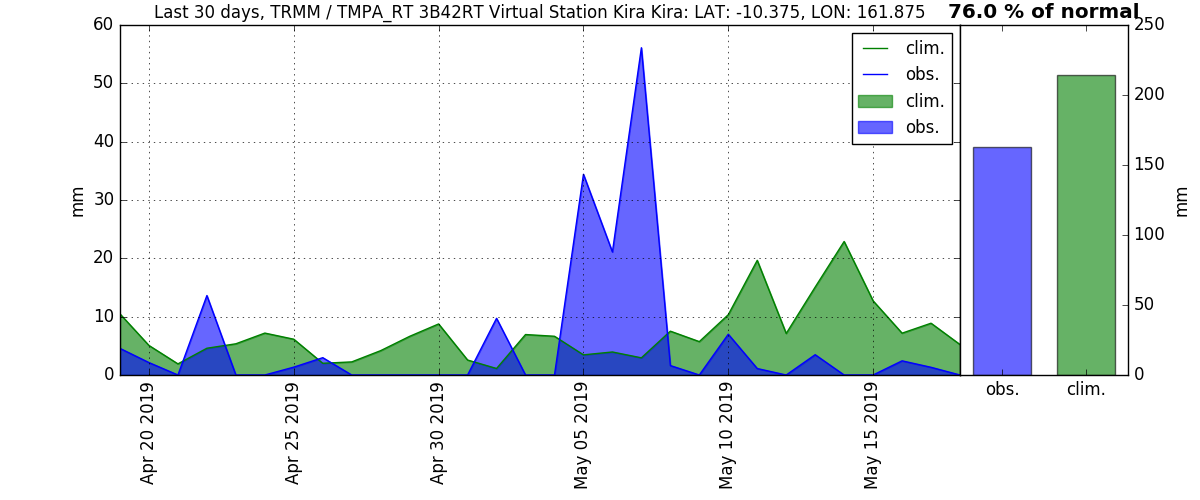 Last 30 days, TRMM / TMPA_RT 3B42RT Virtual Station Kira Kira: LAT: -10.375, LON: 161.875
76.0 % of normal
60
50
40
30
20
10
0
mm
clim.
obs.
clim.
obs.
Apr 20 2019
Apr 25 2019
Apr 30 2019
May 05 2019
May 10 2019
May 15 2019
250
200
150
100
50
0
mm
obs.
clim.